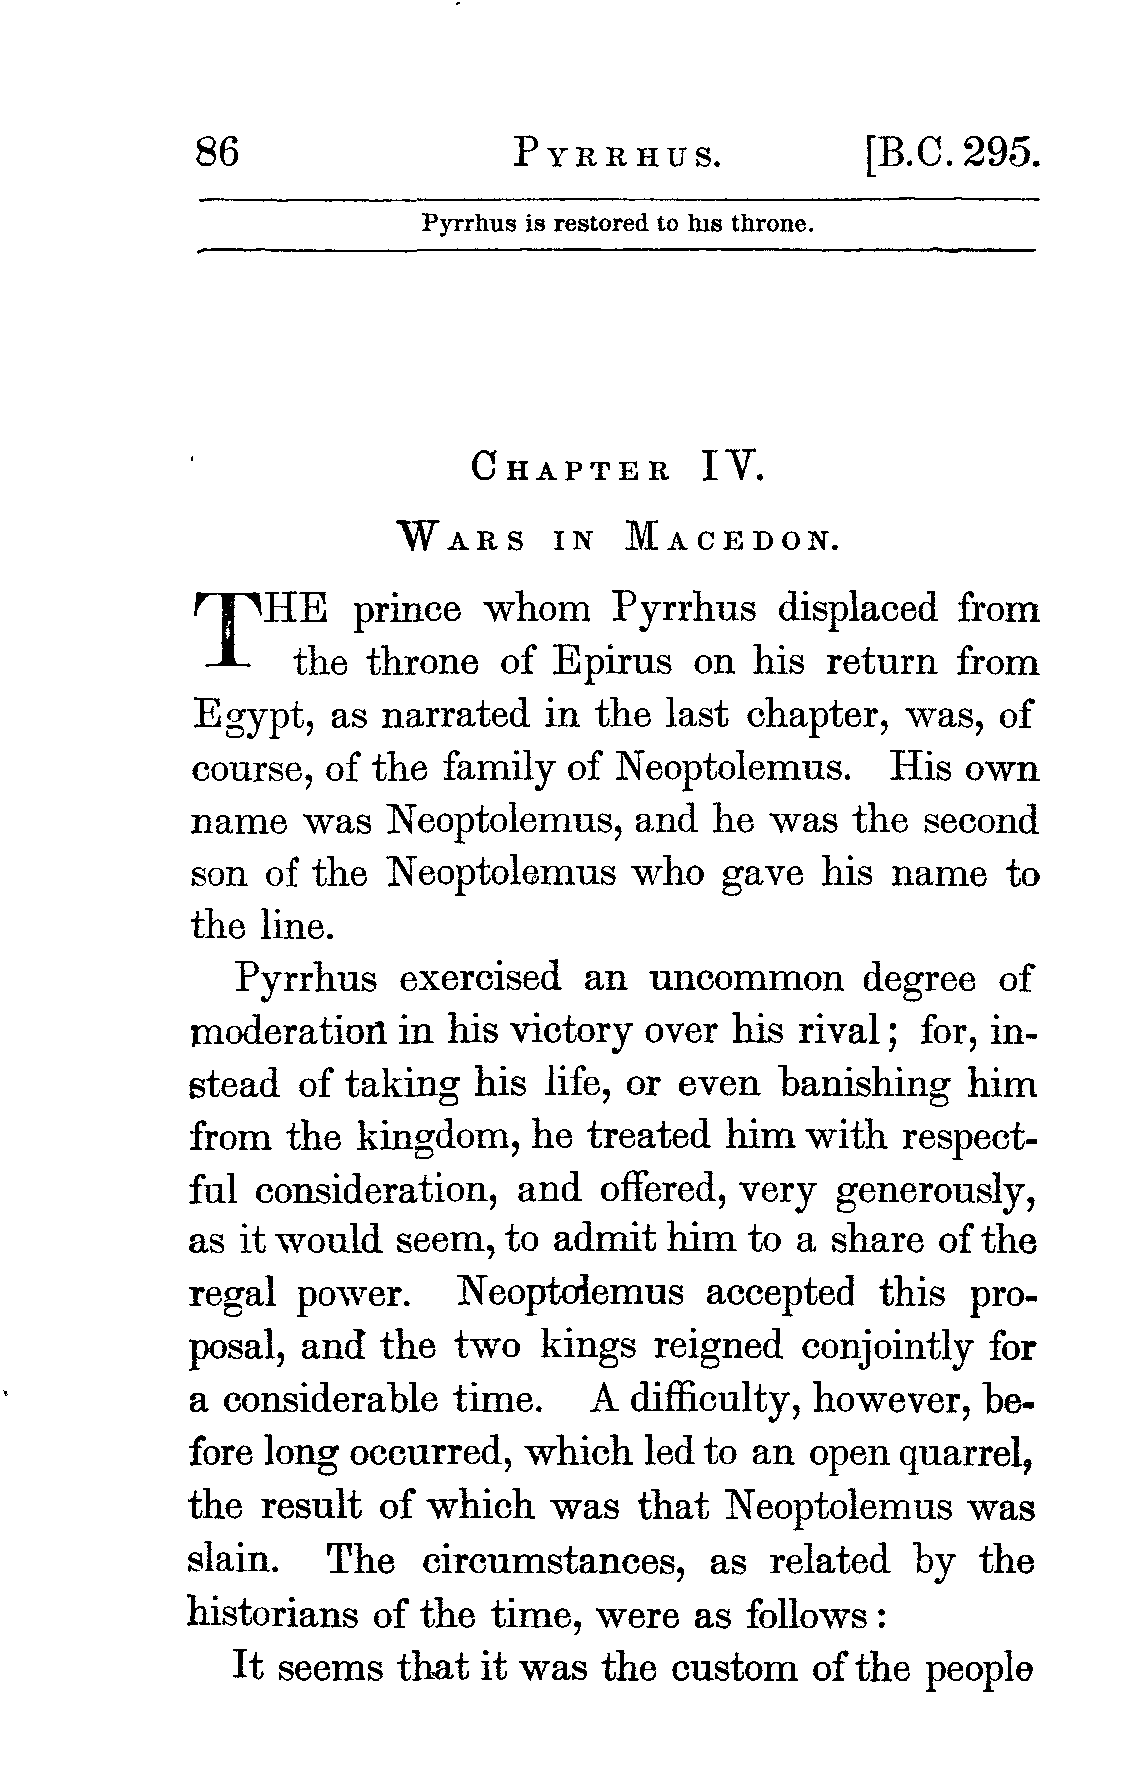 86 PYRRHUS. [B.C. 295.
Pyrrhus is restored to his throne.
CHAPTER IV.
WARS IN MACEDON.
THE prince whom Pyrrhus displaced from
the throne of Epirus on his return from
Egypt, as narrated in the last chapter, was, of
course, of the family of Neoptolemus. His own
name was Neoptolemus, and he was the second
son of the Neoptolemus who gave his name to
the line.
Pyrrhus exercised an uncommon degree of
moderation in his victory over his rival; for, in-
stead of taking his life, or even banishing him
from the kingdom, he treated him with respect-
ful consideration, and offered, very generously,
as it would seem, to admit him to a share of the
regal power. Neoptolemus accepted this pro-
posal, and the two kings reigned conjointly for
a considerable time. A difficulty, however, be-
fore long occurred, which led to an open quarrel,
the result of which was that Neoptolemus was
slain. The circumstances, as related by the
historians of the time, were as follows:
It seems that it was the custom of the people